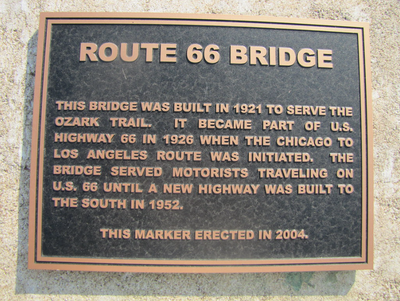 ROUTE 66 BRIDGE
THIS BRIDGE WAS BUILT IN 1921 TO SERVE THE
OZARK TRAIL. IT BECAME PART OF U.S.
HIGHWAY 66 IN 1926 WHEN THE CHICAGO TO
LOS ANGELES ROUTE WAS INITIATED. THE
BRIDGE SERVED MOTORISTS TRAVELING ON
U.S. 66 UNTIL A NEW HIGHWAY WAS BUILT TO
THE SOUTH IN 1952.
THIS MARKER ERECTED IN 2004.